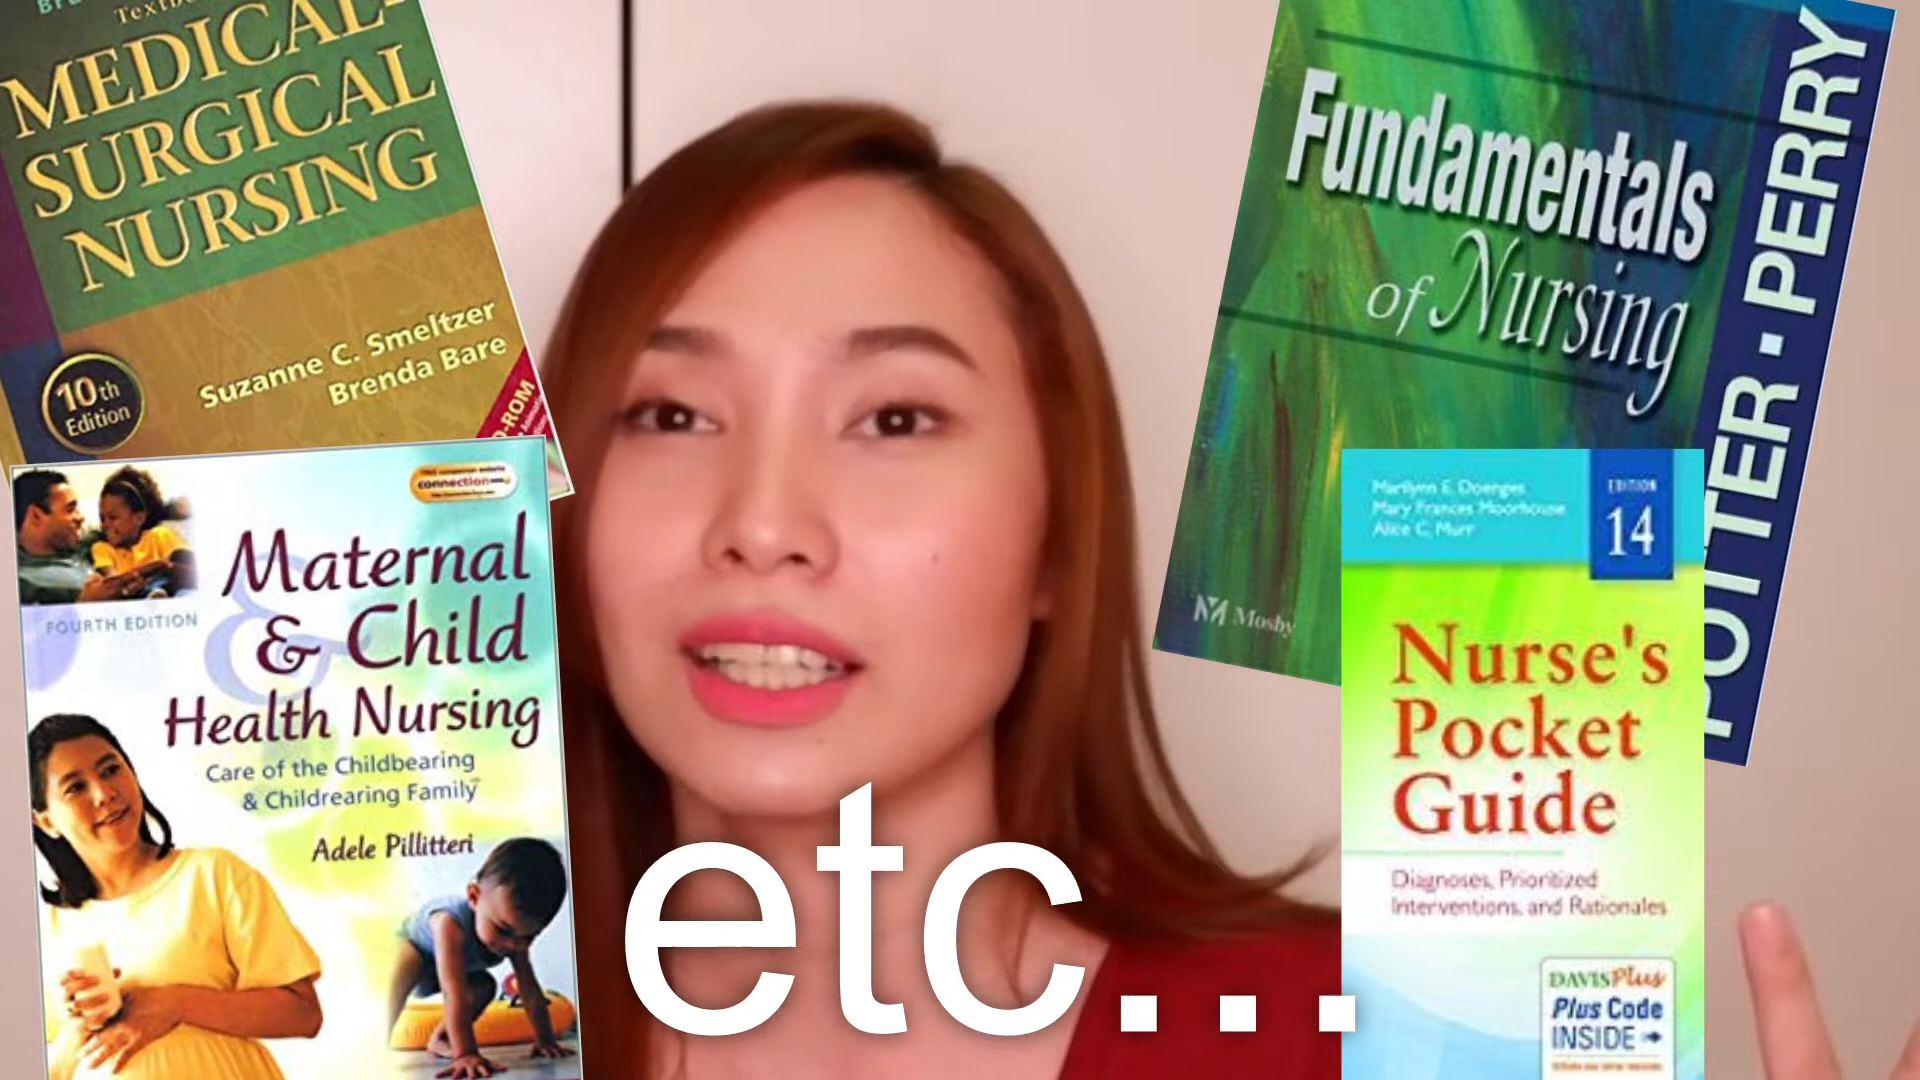 MEDICAL-
SURGICAL
NURSING
Suzanne C. Smeltzer
Brenda Bare
10th
Edition
D-ROM
connection
Maternal
& Child
Health Nursing
FOURTH EDITION
Care of the Childbearing
& Childrearing Family
Adele Pillitteri
Fundamentals
of Nursing
POTTER · PERRY
Mosby
Marilynn E. Doenges
Mary Frances Moorhouse
Alice C. Murr
EDITION
14
Nurse's
Pocket
Guide
Diagnoses, Prioritized
Interventions, and Rationales
DAVISPlus
Plus Code
INSIDE
etc...